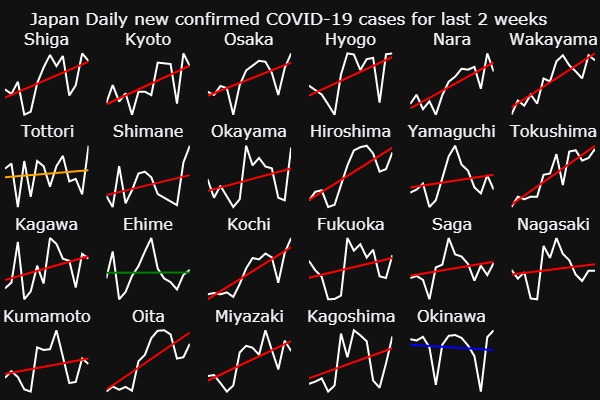 Japan Daily new confirmed COVID-19 cases for last 2 weeks
Shiga Kyoto Osaka Hyogo Nara Wakayama
Tottori Shimane Okayama Hiroshima Yamaguchi Tokushima
Kagawa Ehime Kochi Fukuoka Saga Nagasaki
Kumamoto Oita Miyazaki Kagoshima Okinawa